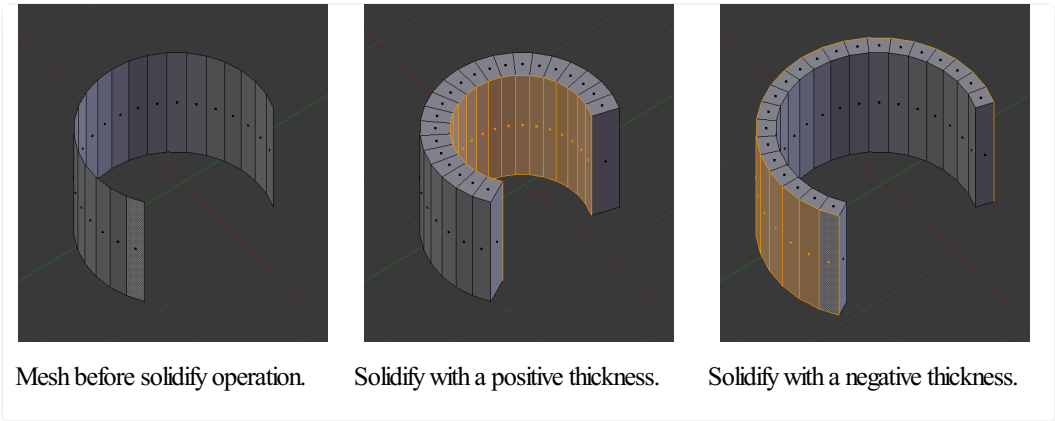 Mesh before solidify operation.
Solidify with a positive thickness.
Solidify with a negative thickness.